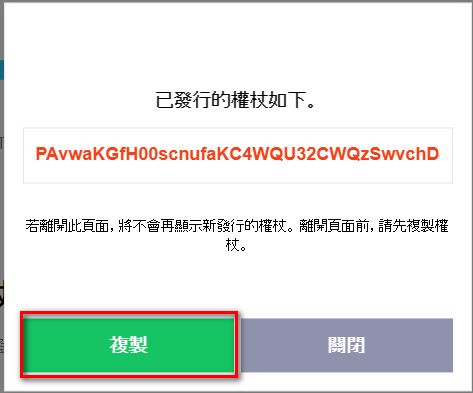 已發行的權杖如下。
PAvwaKGfH00scnufaKC4WQU32CWQzSwvchD
若離開此頁面,將不會再顯示新發行的權杖。離開頁面前,請先複製權
杖。
複製
關閉